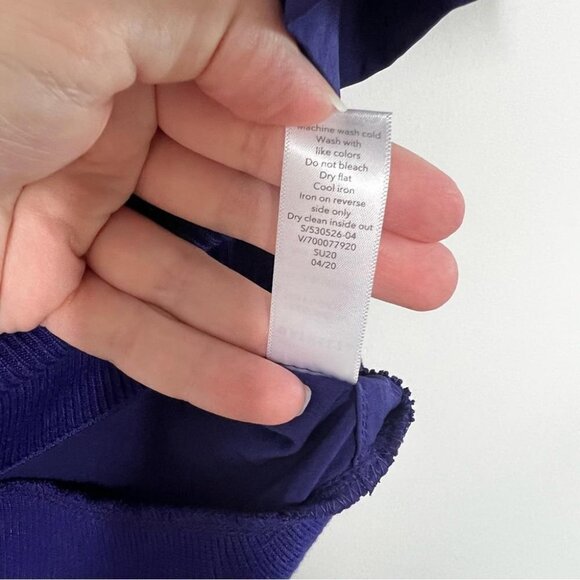 Machine wash cold
Wash with
like colors
Do not bleach
Dry flat
Cool iron
Iron on reverse
side only
Dry clean inside out
S/S30526-04
V/700077920
SU20
04/20